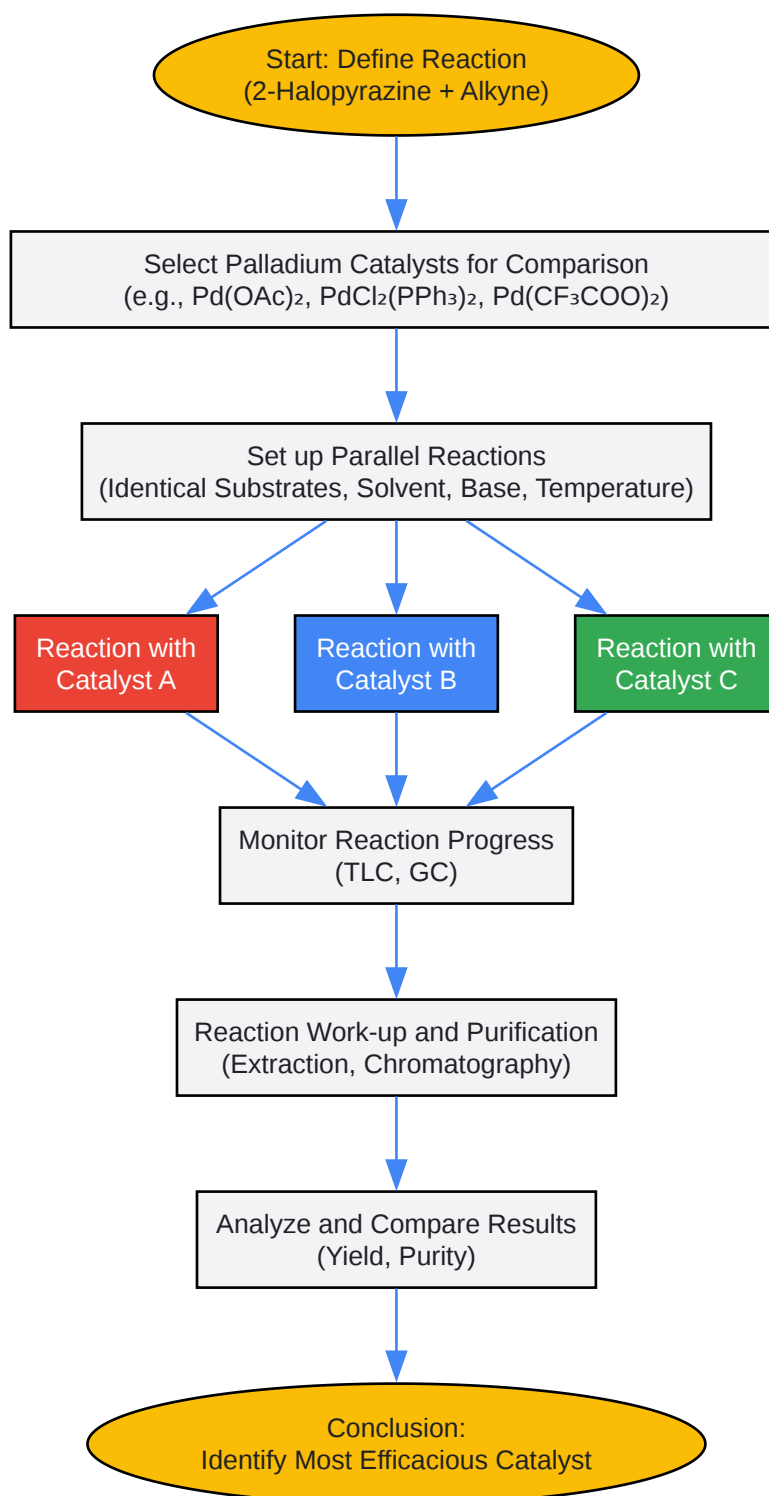 Start: Define Reaction
(2-Halopyrazine + Alkyne)
Select Palladium Catalysts for Comparison
(e.g., Pd(OAc)₂, PdCl₂(PPh₃)₂, Pd(CF₃COO)₂)
Set up Parallel Reactions
(Identical Substrates, Solvent, Base, Temperature)
Reaction with
Catalyst A
Reaction with
Catalyst B
Reaction with
Catalyst C
Monitor Reaction Progress
(TLC, GC)
Reaction Work-up and Purification
(Extraction, Chromatography)
Analyze and Compare Results
(Yield, Purity)
Conclusion:
Identify Most Efficacious Catalyst